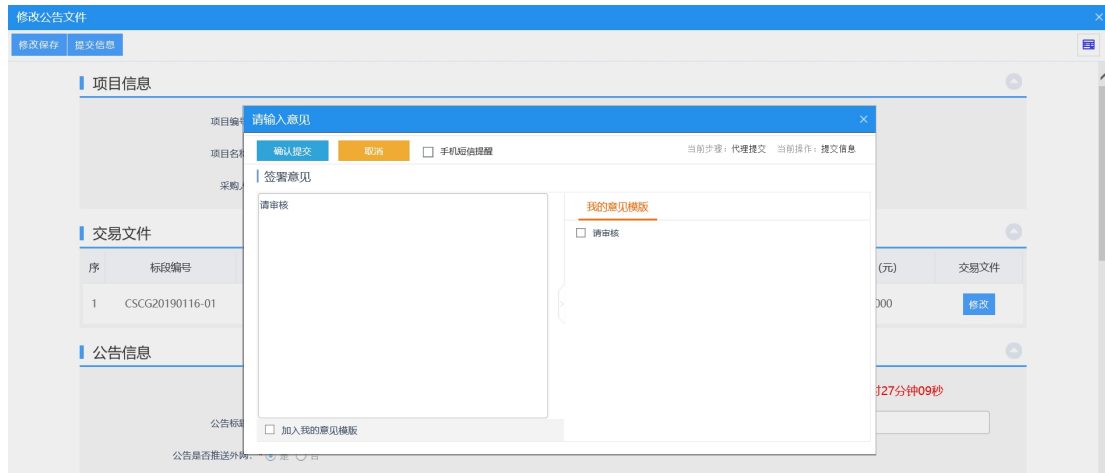 修改公告文件
修改保存 提交信息
项目信息
项目编号
请输入意见
确认提交 取消 手机短信提醒 当前步骤:代理提交 当前操作:提交信息
项目名称
签署意见
采购人
请审核
我的意见模版
请审核
交易文件
序 标段编号 (元) 交易文件
1 CSCG20190116-01 000 修改
公告信息
时27分钟09秒
公告标题
加入我的意见模版
公告是否推送外网: * 是 否